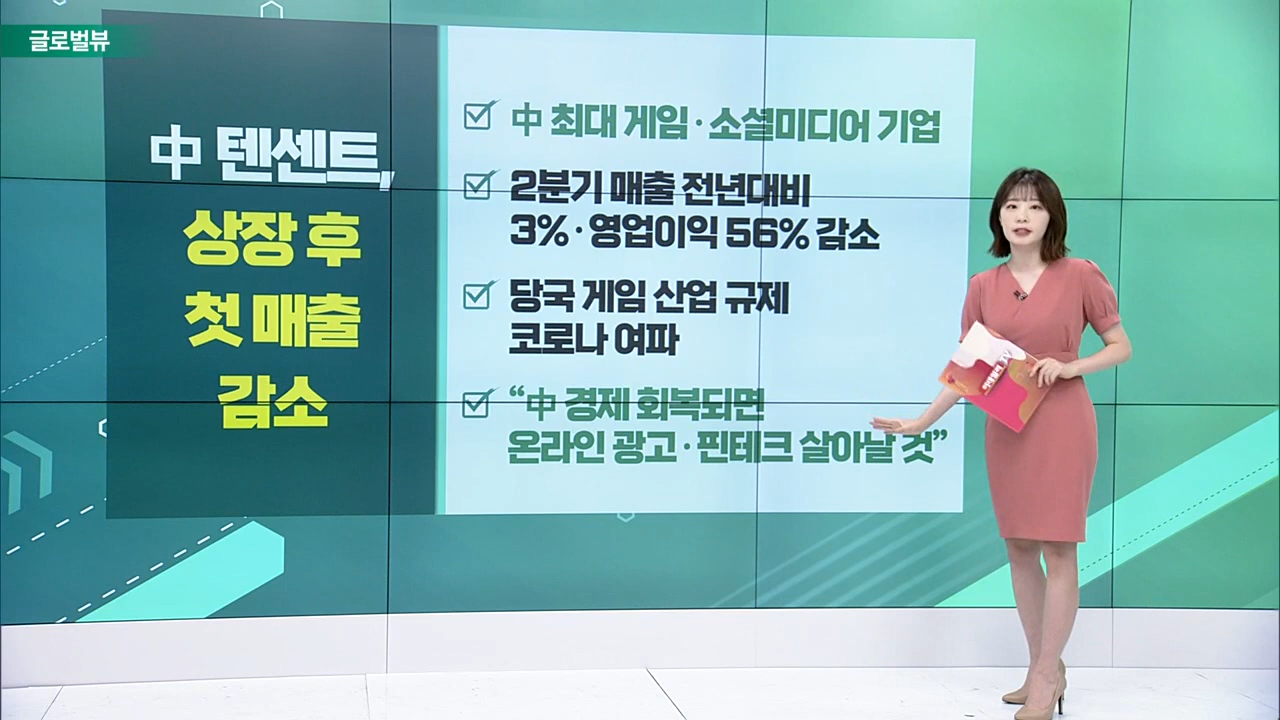 글로벌뷰
中 텐센트,
상장 후
첫 매출
감소
中 최대 게임·소셜미디어 기업
2분기 매출 전년대비
3%·영업이익 56% 감소
당국 게임 산업 규제
코로나 여파
“中 경제 회복되면
온라인 광고·핀테크 살아날 것”